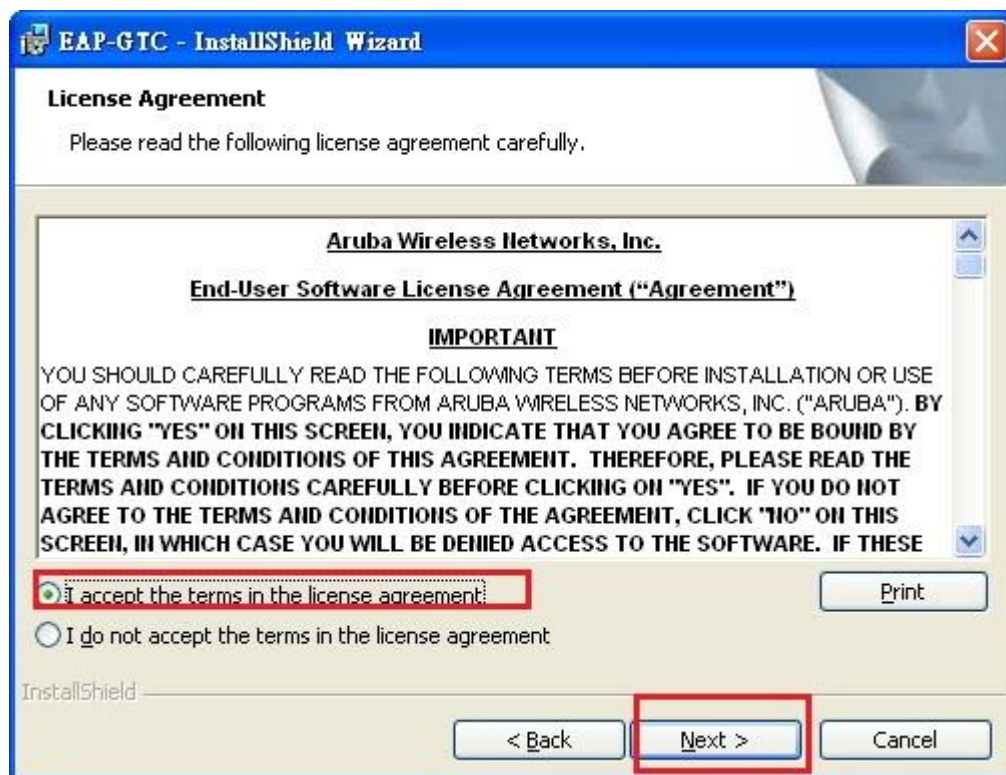 EAP-GTC - InstallShield Wizard
License Agreement
Please read the following license agreement carefully.
Aruba Wireless Networks, Inc.
End-User Software License Agreement (“Agreement”)
IMPORTANT
YOU SHOULD CAREFULLY READ THE FOLLOWING TERMS BEFORE INSTALLATION OR USE
OF ANY SOFTWARE PROGRAMS FROM ARUBA WIRELESS NETWORKS, INC. ("ARUBA"). BY
CLICKING "YES" ON THIS SCREEN, YOU INDICATE THAT YOU AGREE TO BE BOUND BY
THE TERMS AND CONDITIONS OF THIS AGREEMENT. THEREFORE, PLEASE READ THE
TERMS AND CONDITIONS CAREFULLY BEFORE CLICKING ON "YES". IF YOU DO NOT
AGREE TO THE TERMS AND CONDITIONS OF THE AGREEMENT, CLICK "NO" ON THIS
SCREEN, IN WHICH CASE YOU WILL BE DENIED ACCESS TO THE SOFTWARE. IF THESE
I accept the terms in the license agreement
Print
I do not accept the terms in the license agreement
InstallShield
< Back
Next >
Cancel